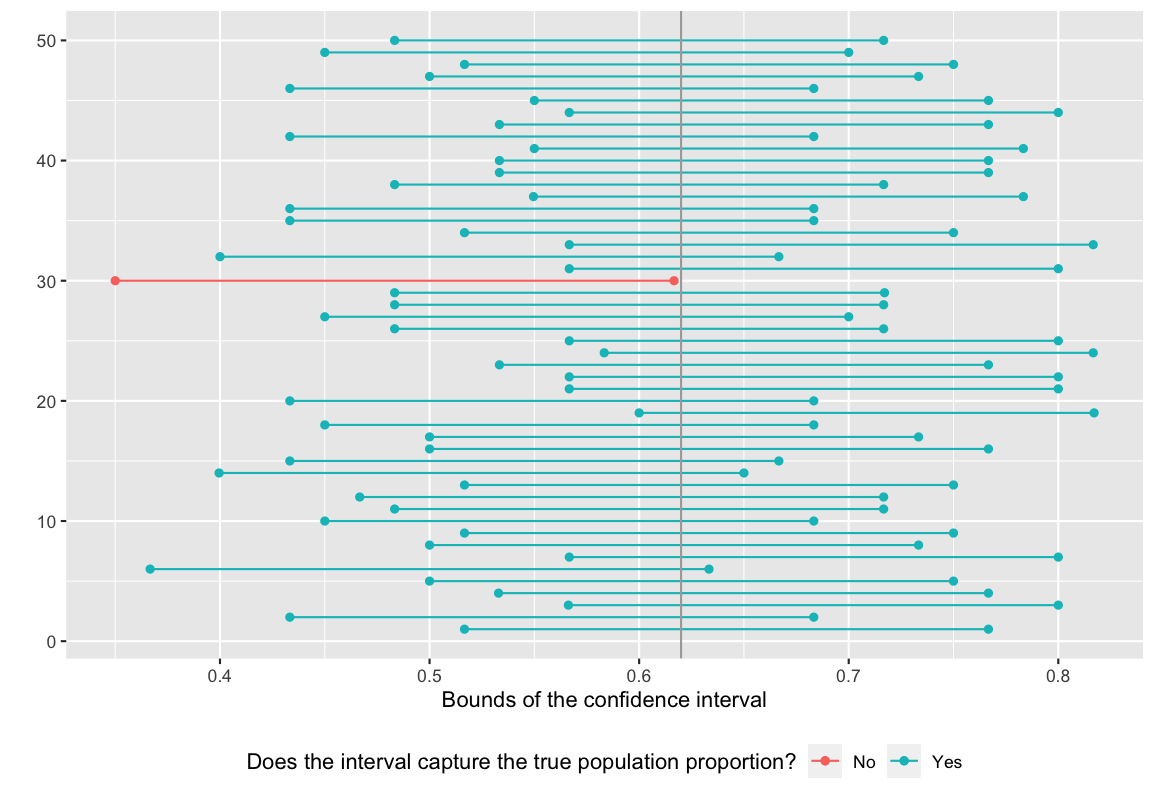 50
40
30
20
10
0
0.4 0.5 0.6 0.7 0.8
Bounds of the confidence interval
Does the interval capture the true population proportion? No Yes